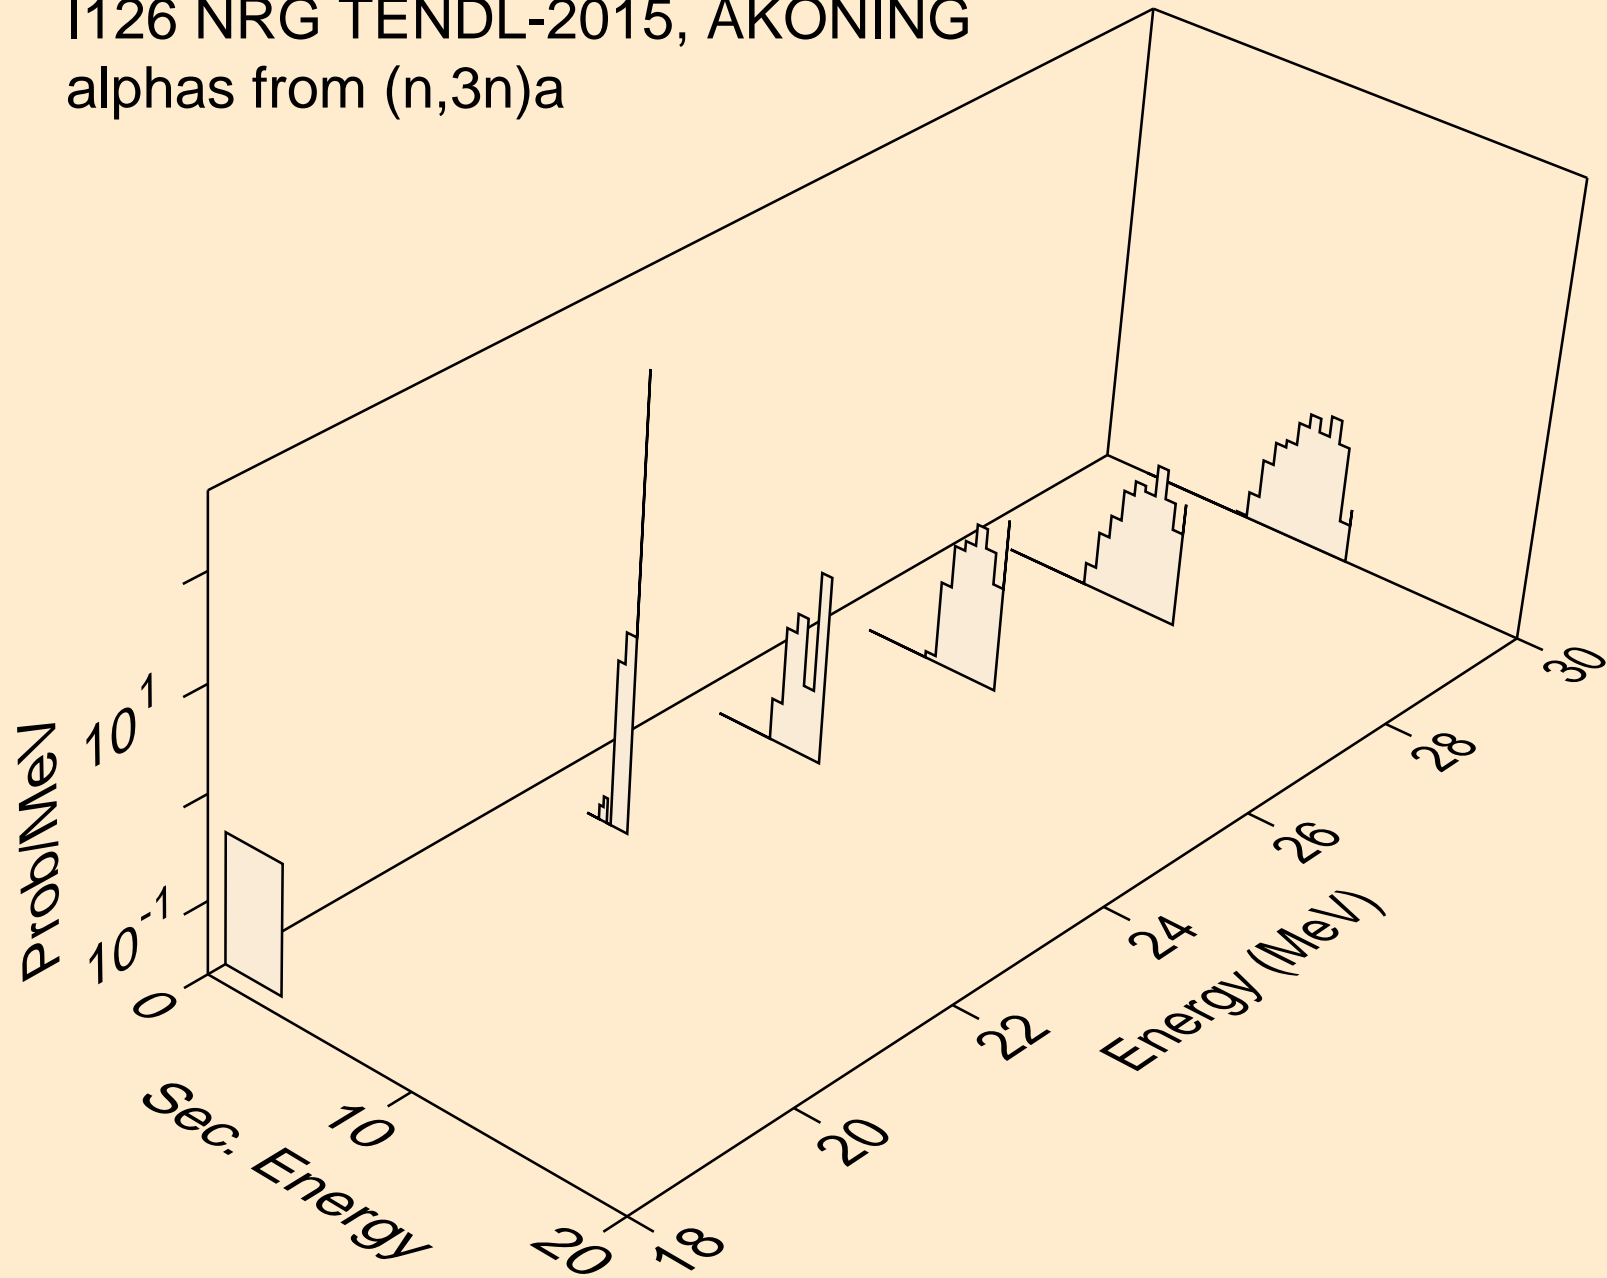 I126 NRG TENDL-2015, AKONING
alphas from (n,3n)a
Prob/MeV
10^1
10^-1
0
10
20
Sec. Energy
18
20
22
24
26
28
30
Energy (MeV)